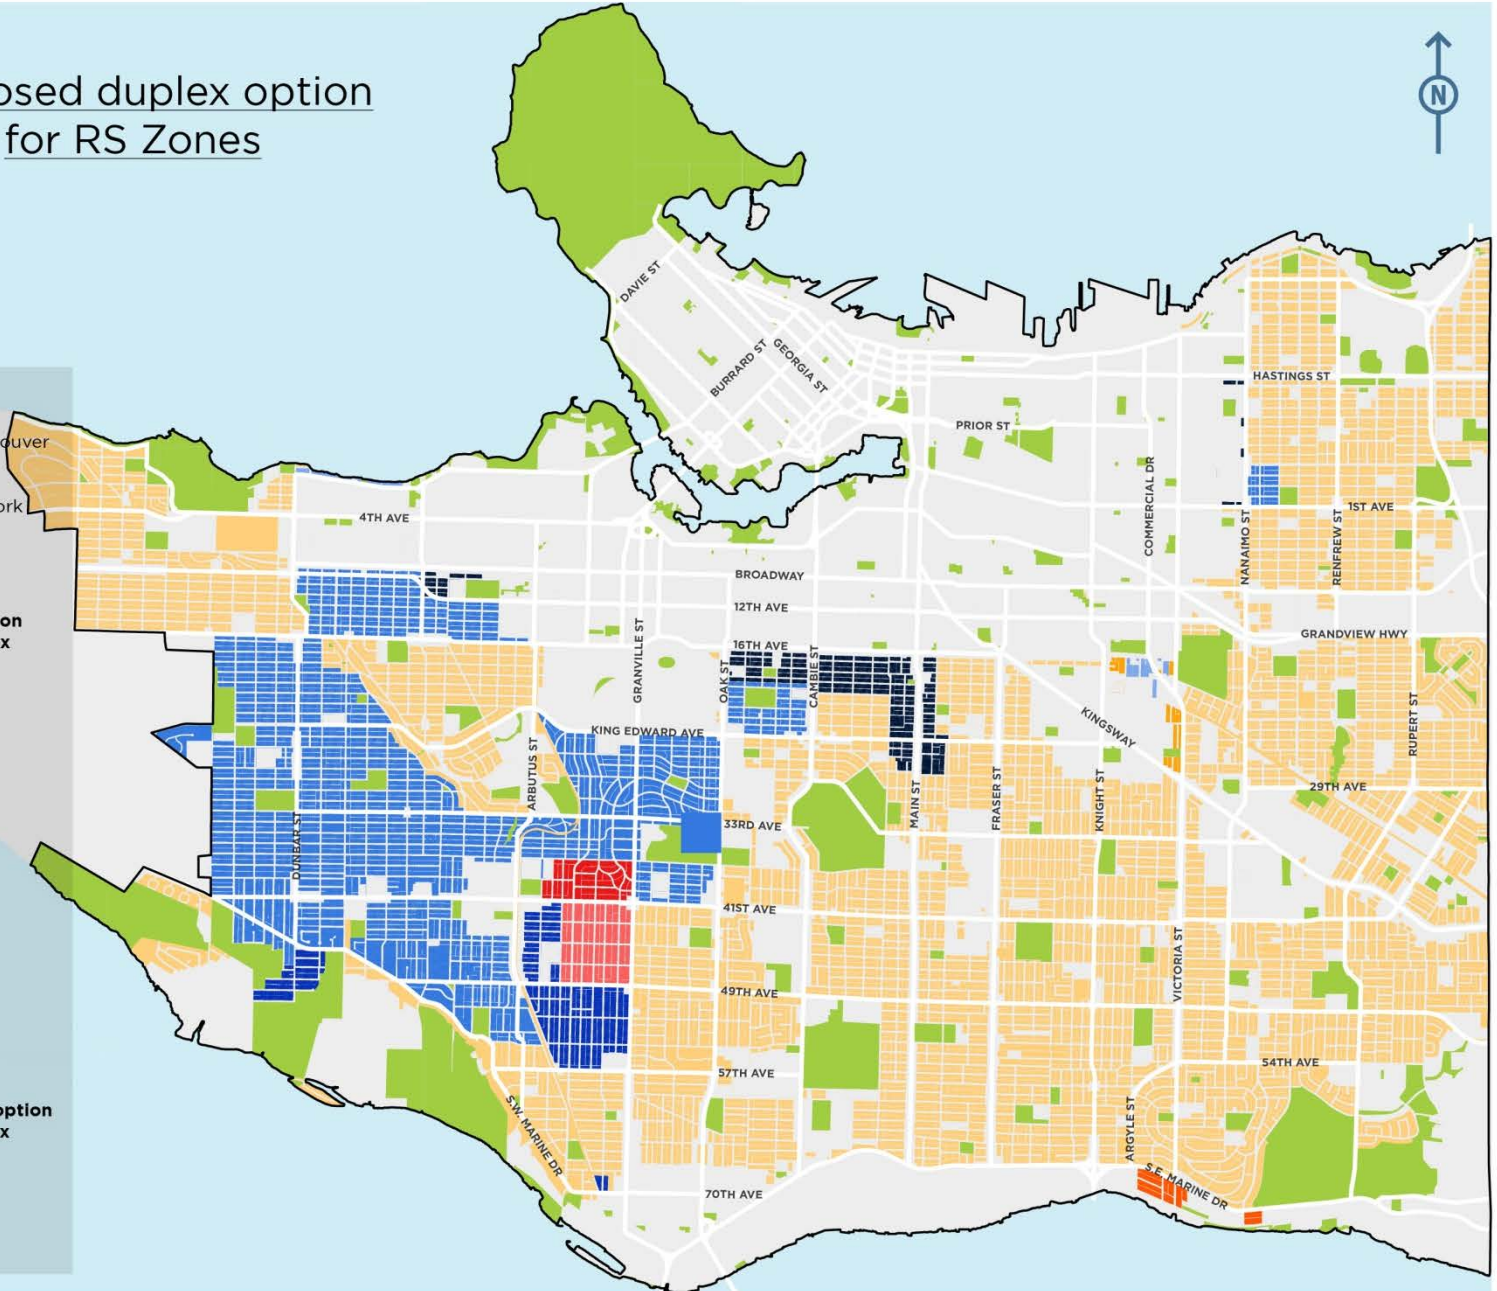 osed duplex option
for RS Zones
N
DAVIE ST
BURRARD ST
GEORGIA ST
HASTINGS ST
PRIOR ST
ouver
ork
4TH AVE
COMMERCIAL DR
1ST AVE
NANAIMO ST
RENFREW ST
BROADWAY
12TH AVE
on
x
16TH AVE
GRANDVIEW HWY
GRANVILLE ST
OAK ST
CAMBIE ST
KING EDWARD AVE
KINGSWAY
RUPERT ST
ARBUTUS ST
29TH AVE
MAIN ST
FRASER ST
KNIGHT ST
33RD AVE
DUNBAR ST
41ST AVE
VICTORIA ST
49TH AVE
54TH AVE
57TH AVE
option
x
S.W. MARINE DR
ARGYLE ST
S.E. MARINE DR
70TH AVE